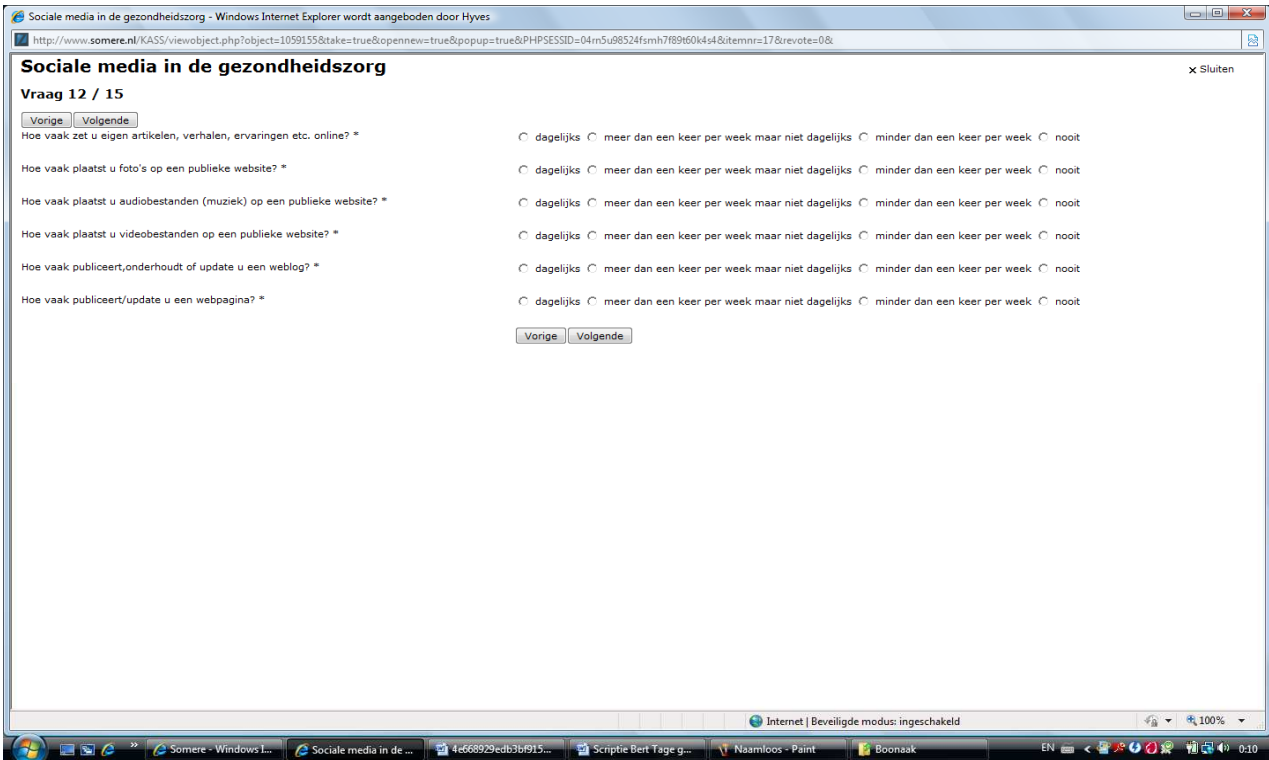 Sociale media in de gezondheidszorg - Windows Internet Explorer wordt aangeboden door Hyves
http://www.somere.nl/KASS/viewobject.php?object=1059155&take=true&opennew=true&popup=true&PHPSESSID=04rn5u98524fsmh7f89t60k4s4&itemnr=17&revote=0&
Sociale media in de gezondheidszorg
x Sluiten
Vraag 12 / 15
Vorige Volgende
Hoe vaak zet u eigen artikelen, verhalen, ervaringen etc. online? * dagelijks meer dan een keer per week maar niet dagelijks minder dan een keer per week nooit
Hoe vaak plaatst u foto's op een publieke website? * dagelijks meer dan een keer per week maar niet dagelijks minder dan een keer per week nooit
Hoe vaak plaatst u audiobestanden (muziek) op een publieke website? * dagelijks meer dan een keer per week maar niet dagelijks minder dan een keer per week nooit
Hoe vaak plaatst u videobestanden op een publieke website? * dagelijks meer dan een keer per week maar niet dagelijks minder dan een keer per week nooit
Hoe vaak publiceert,onderhoudt of update u een weblog? * dagelijks meer dan een keer per week maar niet dagelijks minder dan een keer per week nooit
Hoe vaak publiceert/update u een webpagina? * dagelijks meer dan een keer per week maar niet dagelijks minder dan een keer per week nooit
Vorige Volgende
Internet | Beveiligde modus: ingeschakeld 100%
Somere - Windows I... Sociale media in de ... 4e668929edb3bf915... Scriptie Bert Tage g... Naamloos - Paint Boonaak EN 0:10